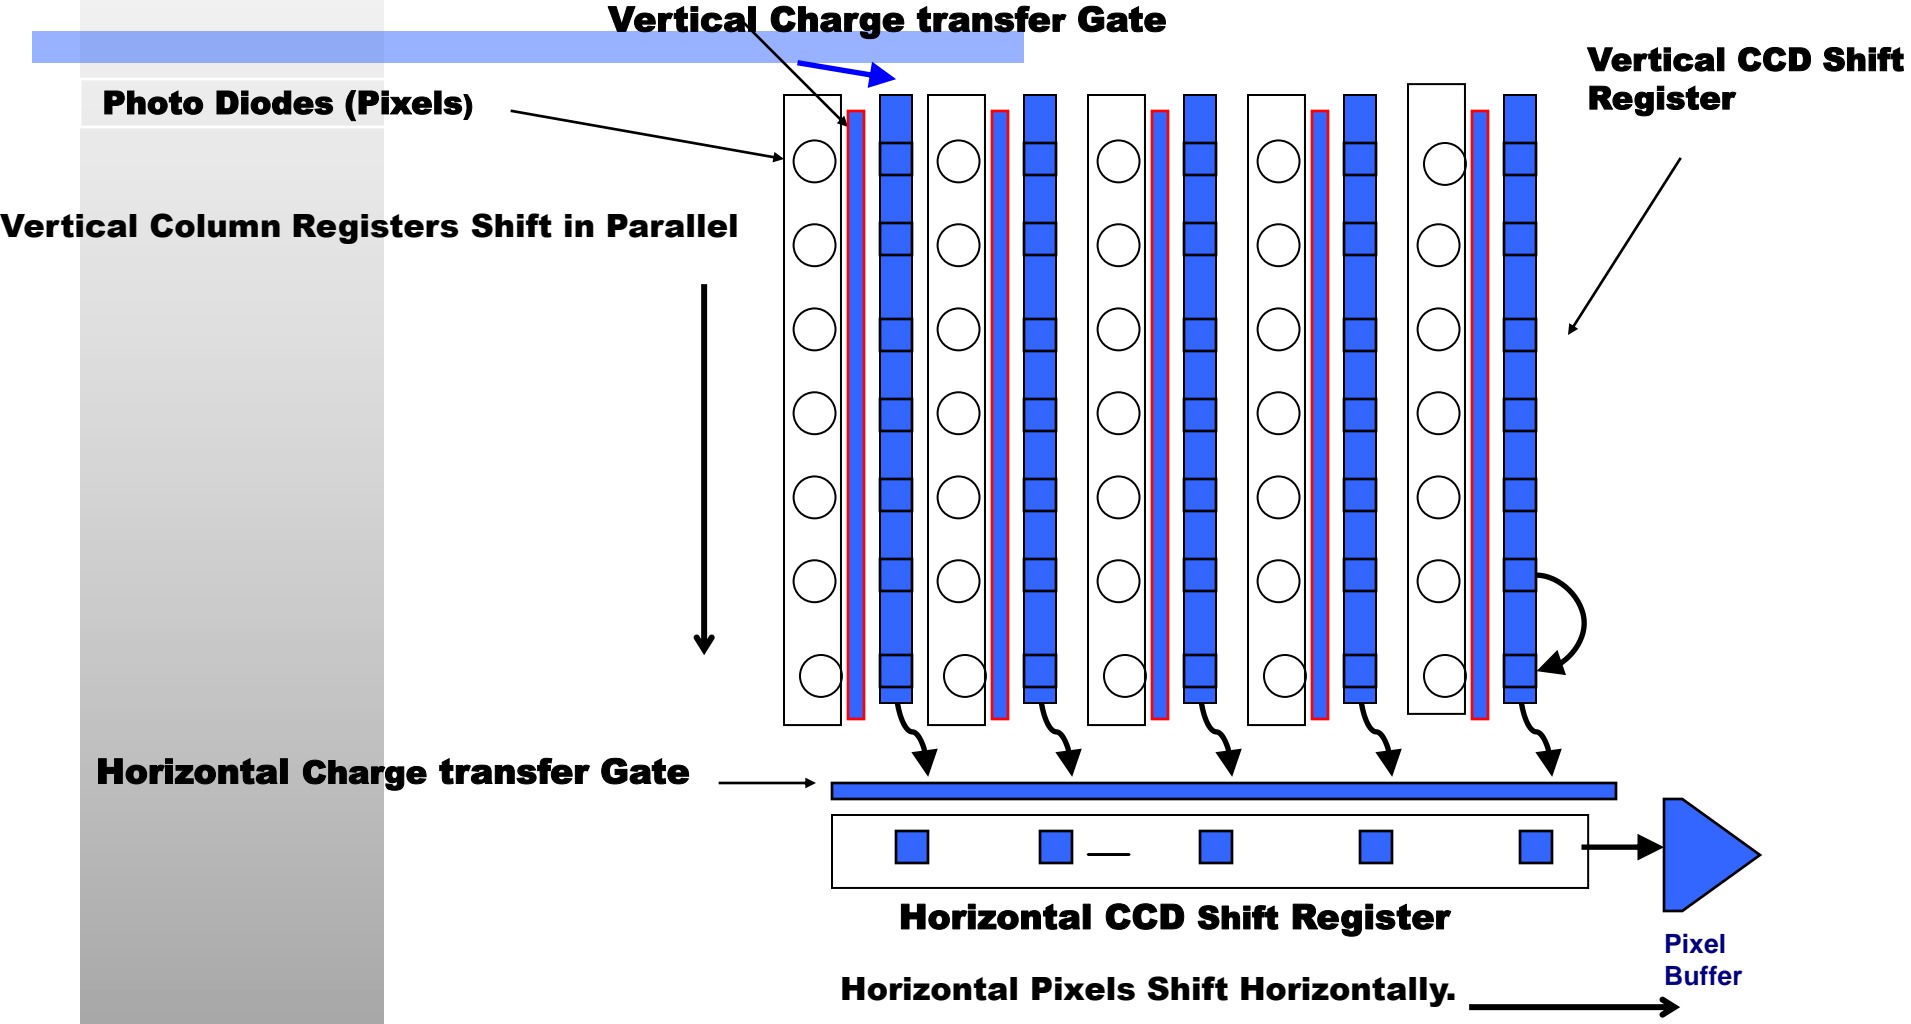 Vertical Charge transfer Gate
Vertical CCD Shift
Register
Photo Diodes (Pixels)
Vertical Column Registers Shift in Parallel
Horizontal Charge transfer Gate
Horizontal CCD Shift Register
Pixel
Buffer
Horizontal Pixels Shift Horizontally.